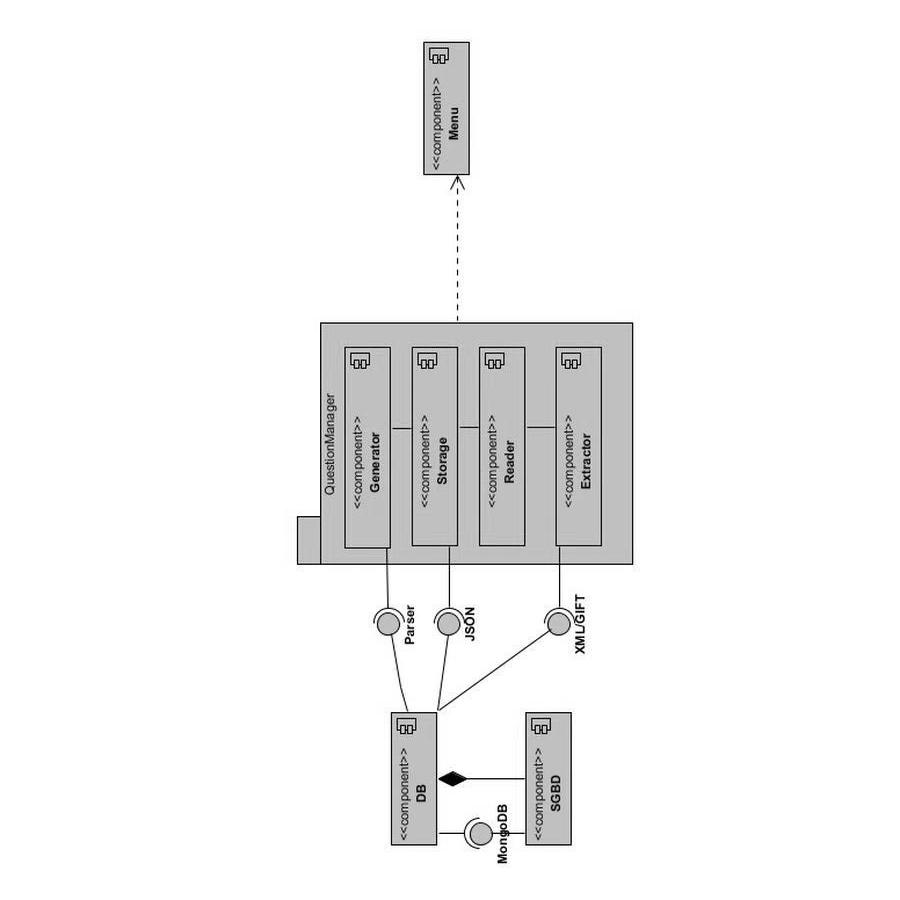 <<component>>
Menu
QuestionManager
<<component>>
Generator
<<component>>
Storage
<<component>>
Reader
<<component>>
Extractor
Parser
JSON
XML/GIFT
<<component>>
DB
MongoDB
<<component>>
SGBD